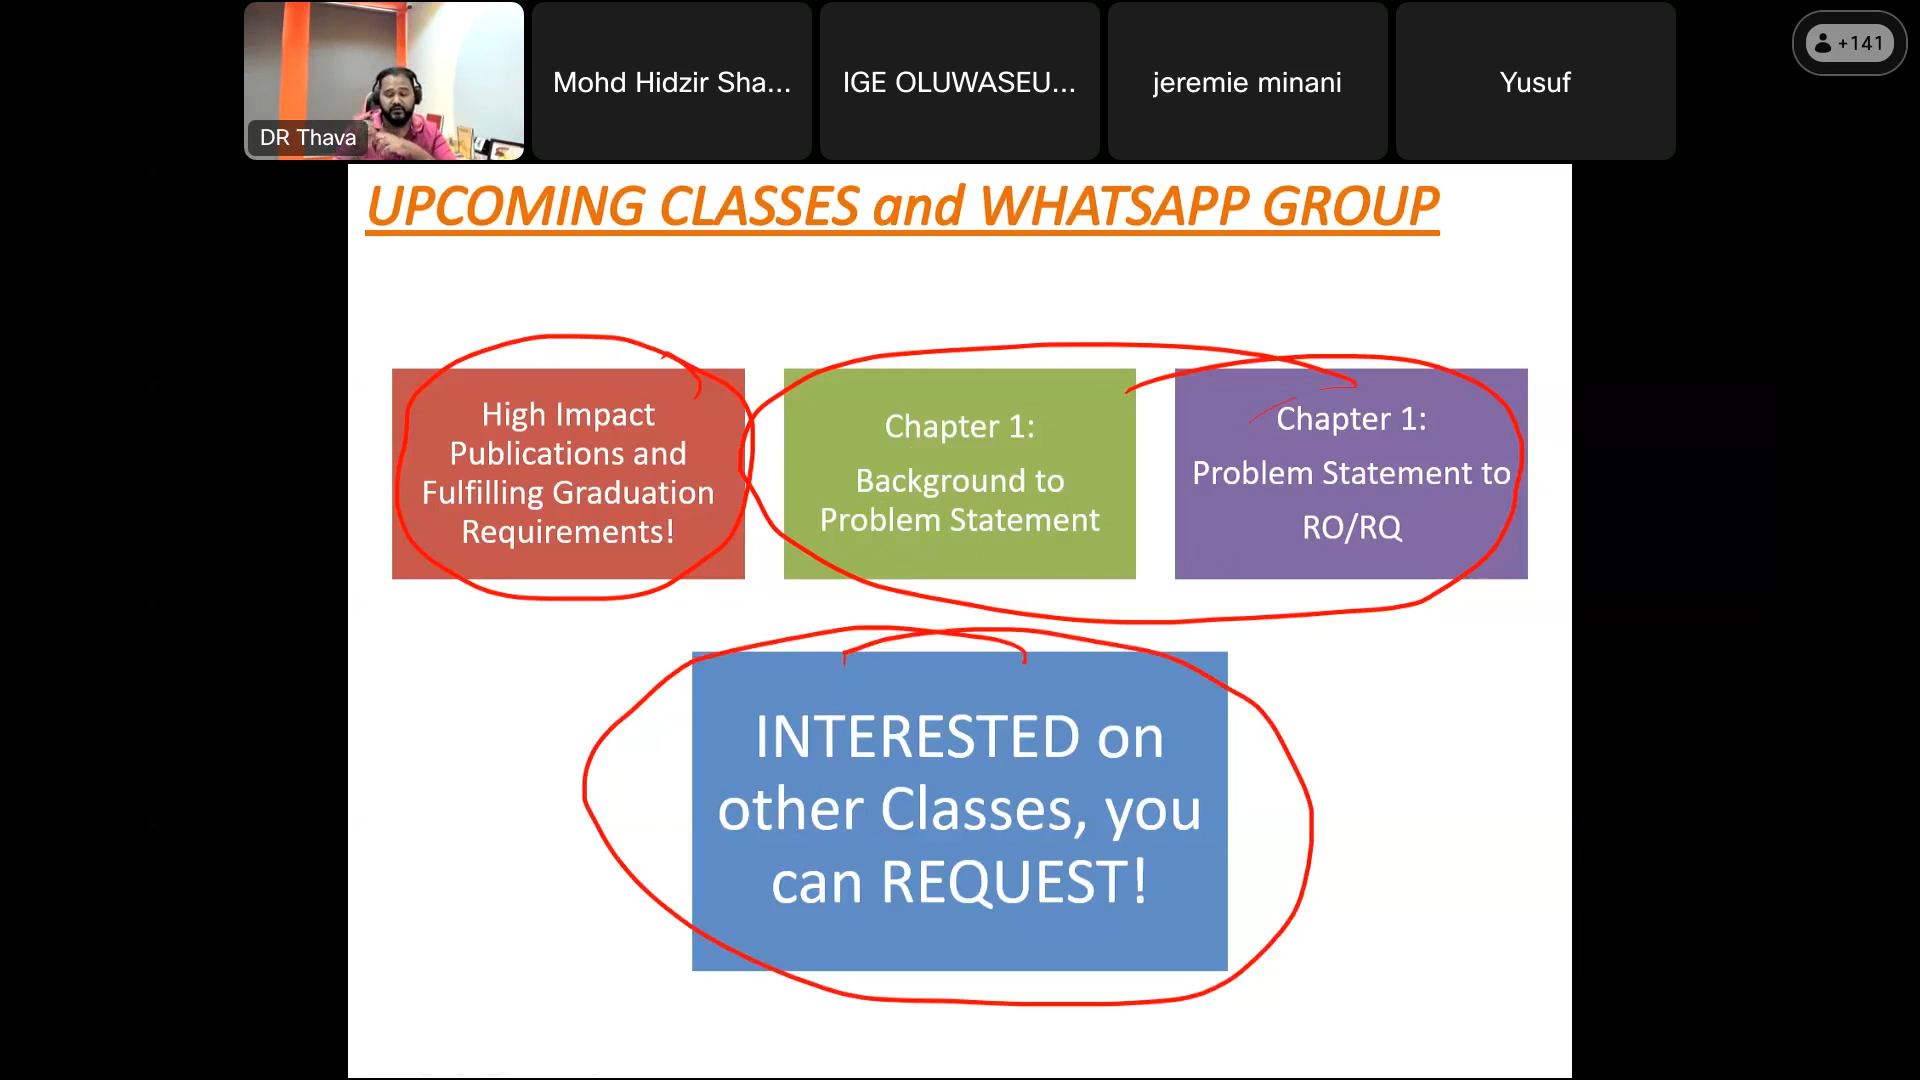 DR Thava
Mohd Hidzir Sha...
IGE OLUWASEU...
jeremie minani
Yusuf
+141
UPCOMING CLASSES and WHATSAPP GROUP
High Impact
Publications and
Fulfilling Graduation
Requirements!
Chapter 1:
Background to
Problem Statement
Chapter 1:
Problem Statement to
RO/RQ
INTERESTED on
other Classes, you
can REQUEST!